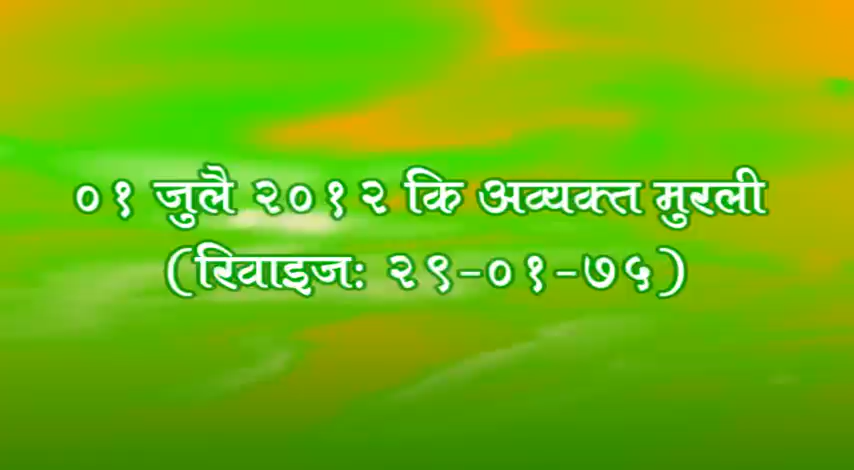 ०१ जुलै २०१२ कि अव्यक्त मुरली
(रिवाइज: २९-०१-७५)